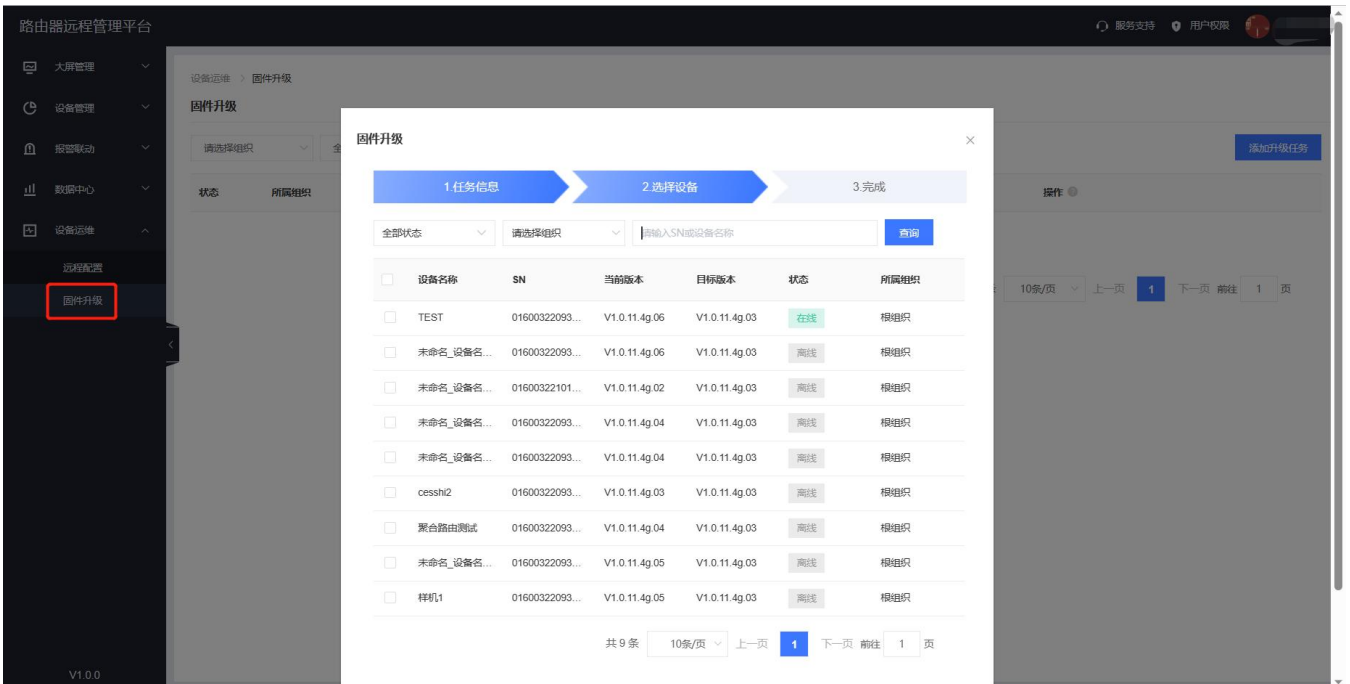 路由器远程管理平台
服务支持 用户权限
大屏管理
设备管理
报警联动
数据中心
设备运维
远程配置
固件升级
V1.0.0
设备运维 > 固件升级
固件升级
请选择组织
添加升级任务
状态 所属组织 操作
10条/页 上一页 1 下一页 前往 1 页
固件升级
1.任务信息 2.选择设备 3.完成
全部状态 请选择组织 请输入SN或设备名称 查询
设备名称 SN 当前版本 目标版本 状态 所属组织
TEST 01600322093... V1.0.11.4g.06 V1.0.11.4g.03 在线 根组织
未命名_设备名... 01600322093... V1.0.11.4g.06 V1.0.11.4g.03 离线 根组织
未命名_设备名... 01600322101... V1.0.11.4g.02 V1.0.11.4g.03 离线 根组织
未命名_设备名... 01600322093... V1.0.11.4g.04 V1.0.11.4g.03 离线 根组织
未命名_设备名... 01600322093... V1.0.11.4g.04 V1.0.11.4g.03 离线 根组织
cesshi2 01600322093... V1.0.11.4g.03 V1.0.11.4g.03 离线 根组织
聚合路由测试 01600322093... V1.0.11.4g.04 V1.0.11.4g.03 离线 根组织
未命名_设备名... 01600322093... V1.0.11.4g.05 V1.0.11.4g.03 离线 根组织
样机1 01600322093... V1.0.11.4g.05 V1.0.11.4g.03 离线 根组织
共 9 条 10条/页 上一页 1 下一页 前往 1 页